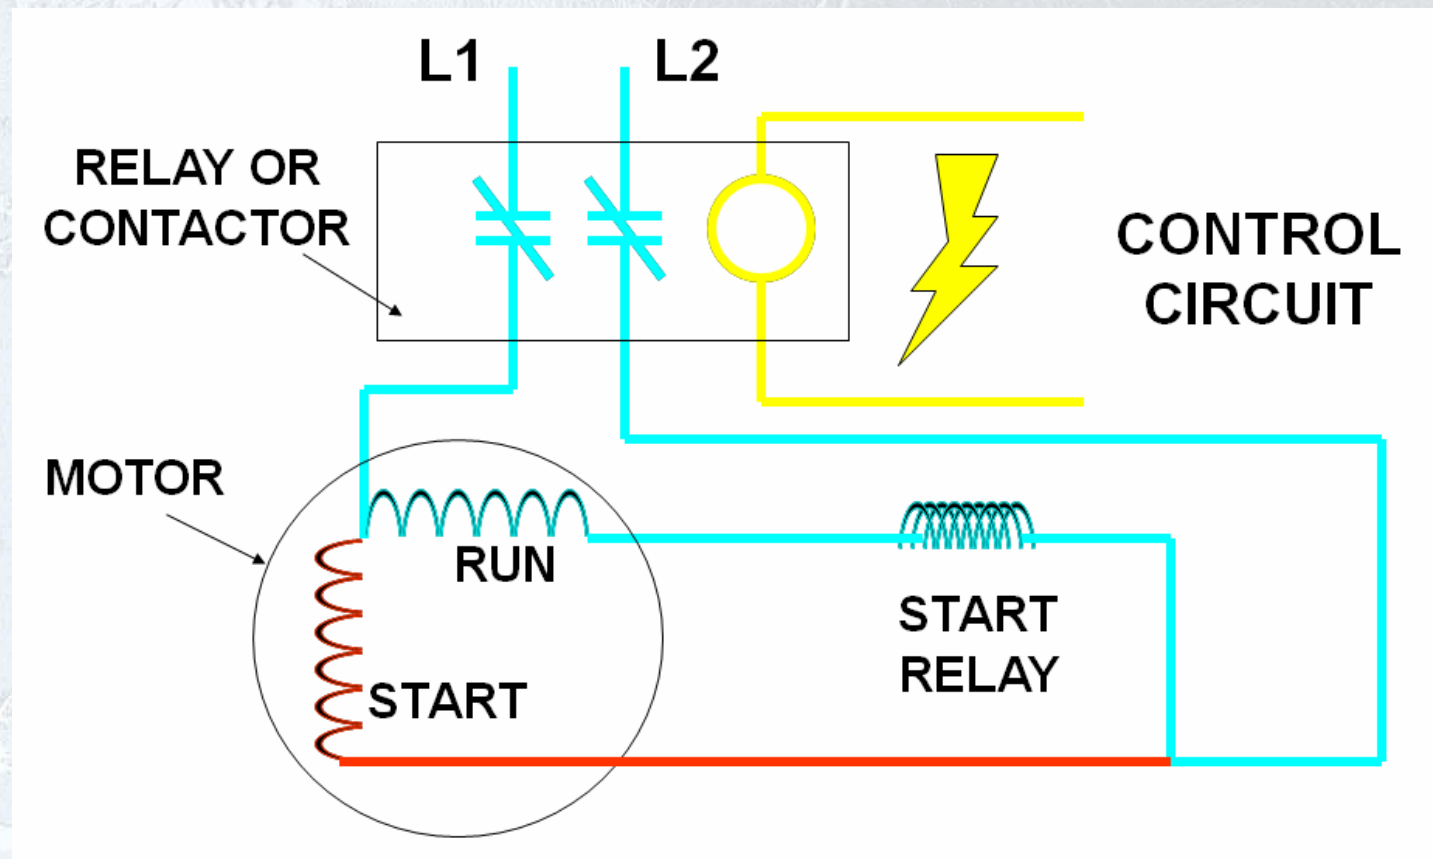 L1
L2
RELAY OR
CONTACTOR
CONTROL
CIRCUIT
MOTOR
RUN
START
RELAY
START